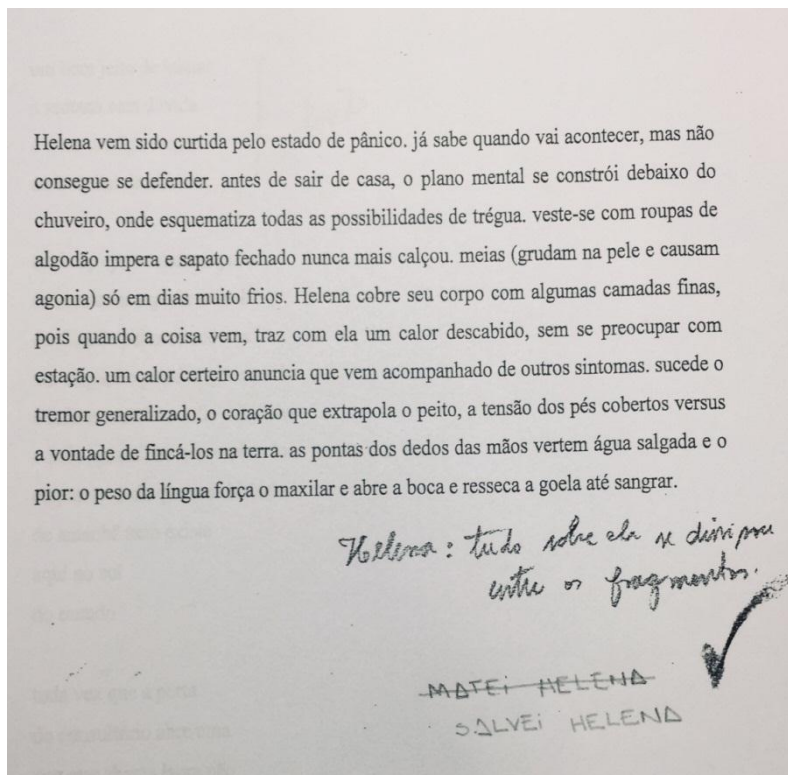 Helena vem sido curtida pelo estado de pânico. já sabe quando vai acontecer, mas não
consegue se defender. antes de sair de casa, o plano mental se constrói debaixo do
chuveiro, onde esquematiza todas as possibilidades de trégua. veste-se com roupas de
algodão impera e sapato fechado nunca mais calçou. meias (grudam na pele e causam
agonia) só em dias muito frios. Helena cobre seu corpo com algumas camadas finas,
pois quando a coisa vem, traz com ela um calor descabido, sem se preocupar com
estação. um calor certeiro anuncia que vem acompanhado de outros sintomas. sucede o
tremor generalizado, o coração que extrapola o peito, a tensão dos pés cobertos versus
a vontade de fincá-los na terra. as pontas dos dedos das mãos vertem água salgada e o
pior: o peso da língua força o maxilar e abre a boca e resseca a goela até sangrar.
Helena: tudo sobre ela se
entre os fragmentos.
MATEi HELENA
SALVEi HELENA